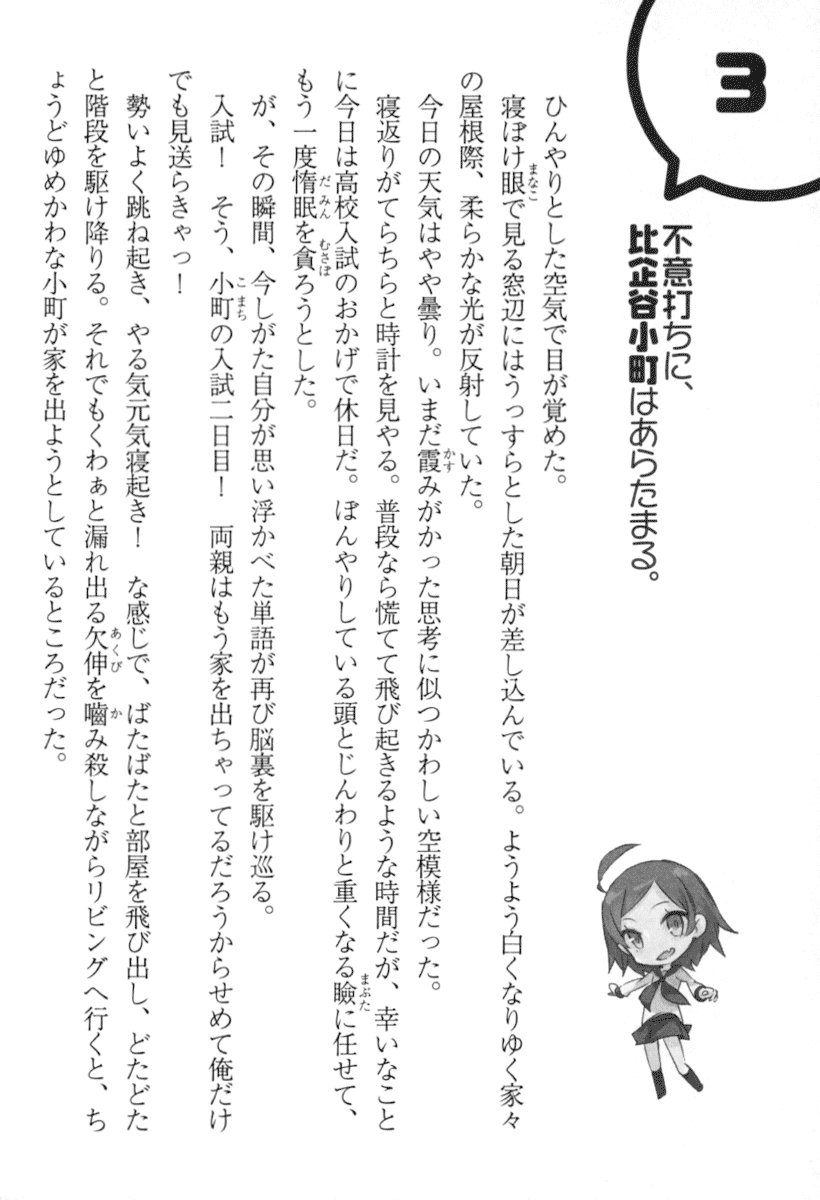 3
不意打ちに、
比企谷小町はあらたまる。
ひんやりとした空気で目が覚めた。
寝ぼけ眼で見る窓辺にはうっすらとした朝日が差し込んでいる。ようよう白くなりゆく家々
の屋根際、柔らかな光が反射していた。
今日の天気はやや曇り。いまだ霞みがかった思考に似つかわしい空模様だった。
寝返りがてらちらと時計を見やる。普段なら慌てて飛び起きるような時間だが、幸いなこと
に今日は高校入試のおかげで休日だ。ぼんやりしている頭とじんわりと重くなる瞼に任せて、
もう一度惰眠を貪ろうとした。
が、その瞬間、今しがた自分が思い浮かべた単語が再び脳裏を駆け巡る。
入試！　そう、小町の入試二日目！　両親はもう家を出ちゃってるだろうからせめて俺だけ
でも見送らきゃっ！
勢いよく跳ね起き、やる気元気寝起き！　な感じで、ばたばたと部屋を飛び出し、どたどた
と階段を駆け降りる。それでもくわぁと漏れ出る欠伸を嚙み殺しながらリビングへ行くと、ち
ょうどゆめかわな小町が家を出ようとしているところだった。